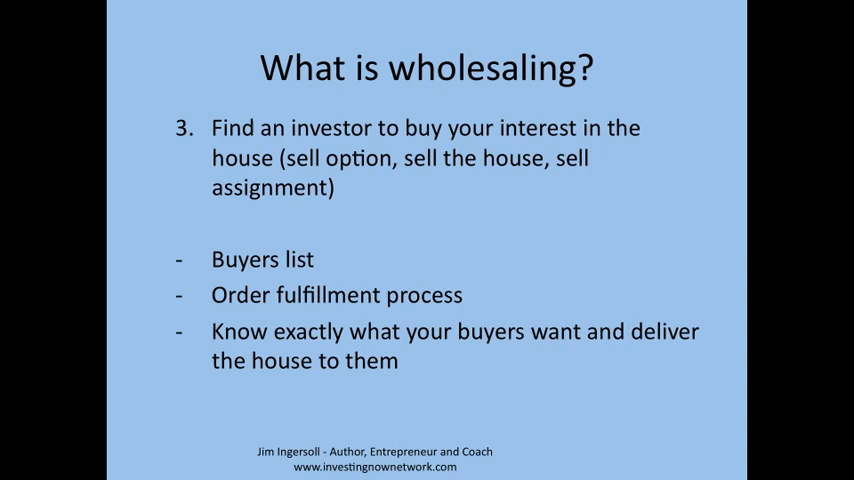 What is wholesaling?
3. Find an investor to buy your interest in the
house (sell option, sell the house, sell
assignment)
- Buyers list
- Order fulfillment process
- Know exactly what your buyers want and deliver
the house to them
Jim Ingersoll - Author, Entrepreneur and Coach
www.investingnownetwork.com